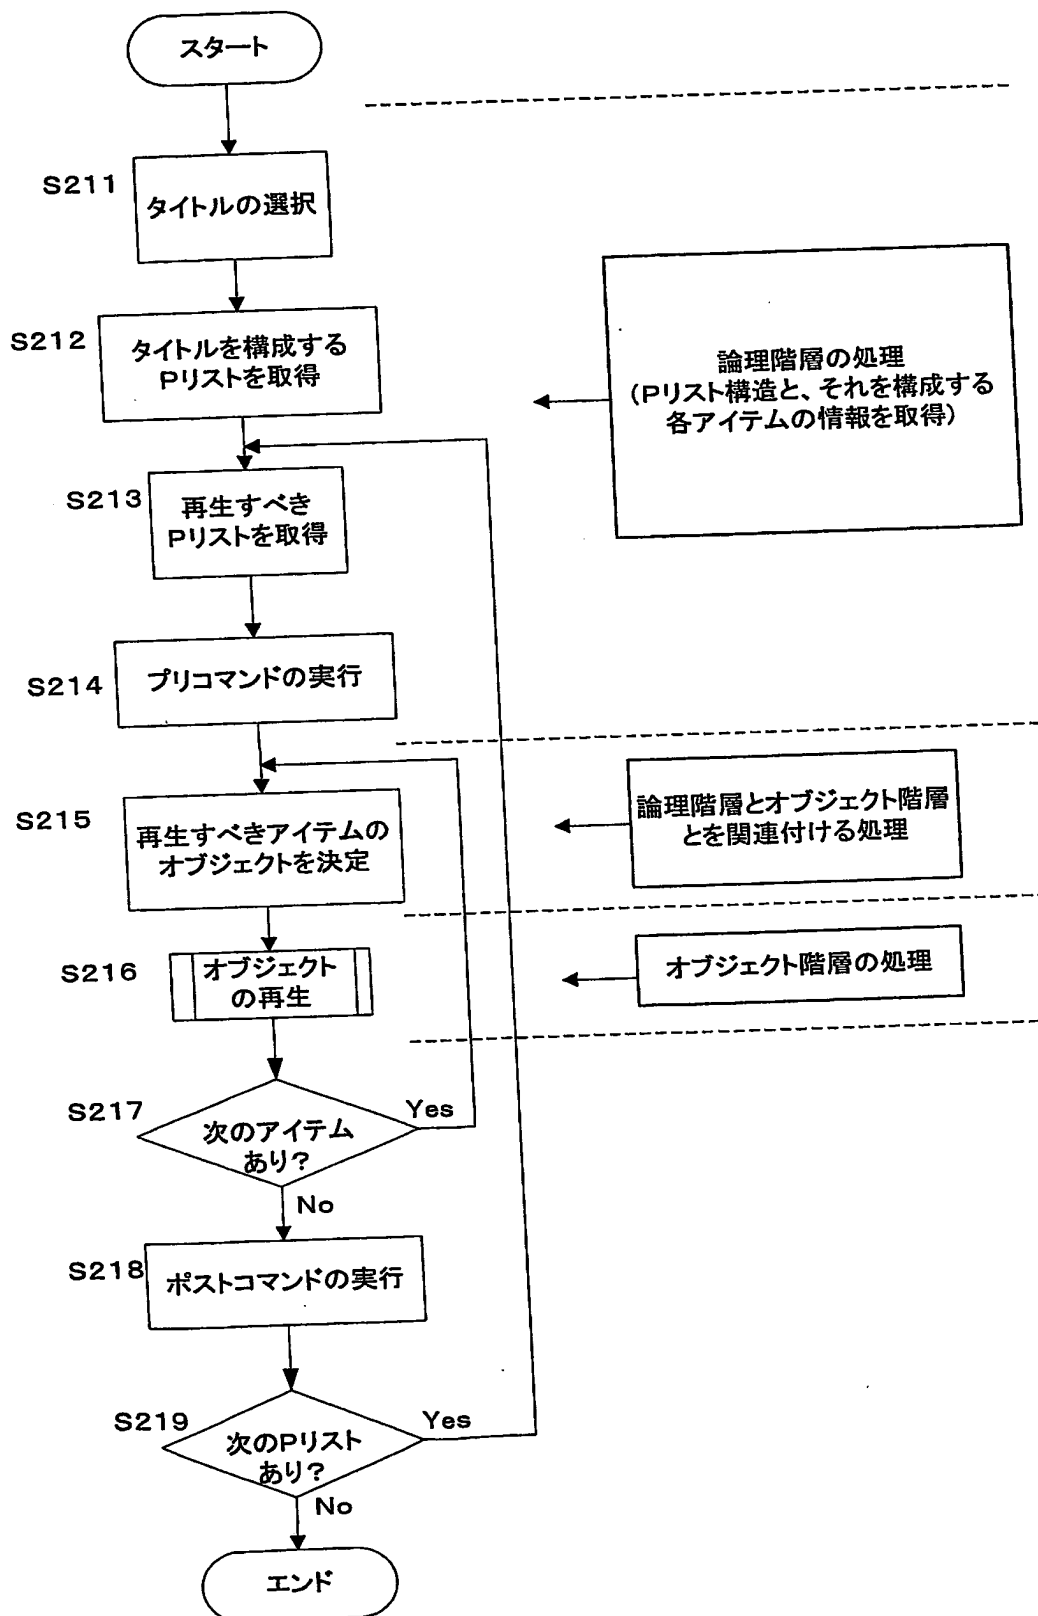 スタート
S211
タイトルの選択
S212
タイトルを構成する
Pリストを取得
論理階層の処理
(Pリスト構造と、それを構成する
各アイテムの情報を取得)
S213
再生すべき
Pリストを取得
S214
プリコマンドの実行
S215
再生すべきアイテムの
オブジェクトを決定
論理階層とオブジェクト階層
とを関連付ける処理
S216
オブジェクト
の再生
オブジェクト階層の処理
S217
次のアイテム
あり?
Yes
No
S218
ポストコマンドの実行
S219
次のPリスト
あり?
Yes
No
エンド